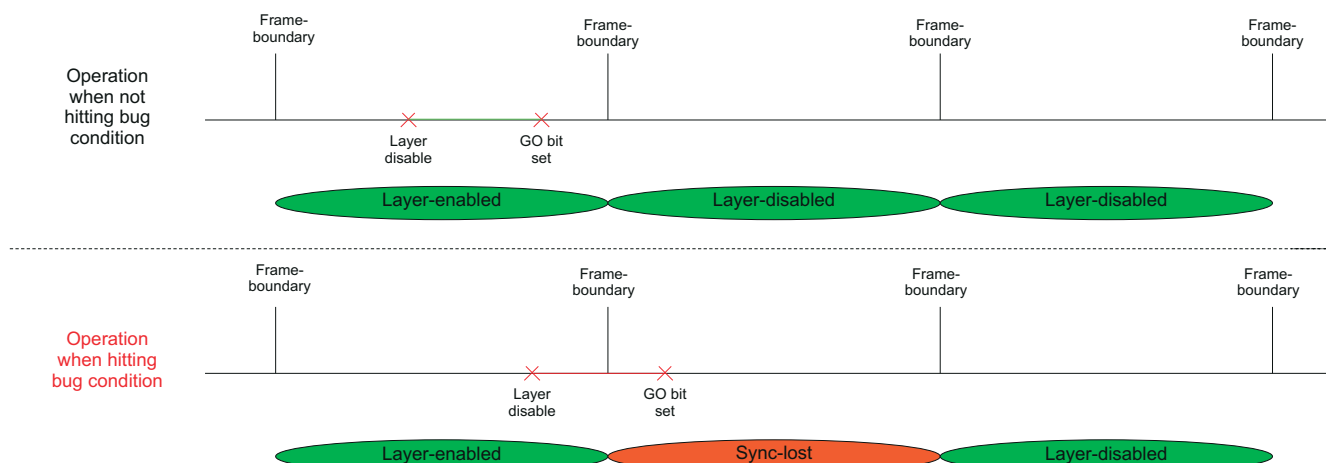 Frame-
boundary
Frame-
boundary
Frame-
boundary
Frame-
boundary
Operation
when not
hitting bug
condition
Layer
disable
GO bit
set
Layer-enabled
Layer-disabled
Layer-disabled
Frame-
boundary
Frame-
boundary
Frame-
boundary
Frame-
boundary
Operation
when hitting
bug condition
Layer
disable
GO bit
set
Layer-enabled
Sync-lost
Layer-disabled